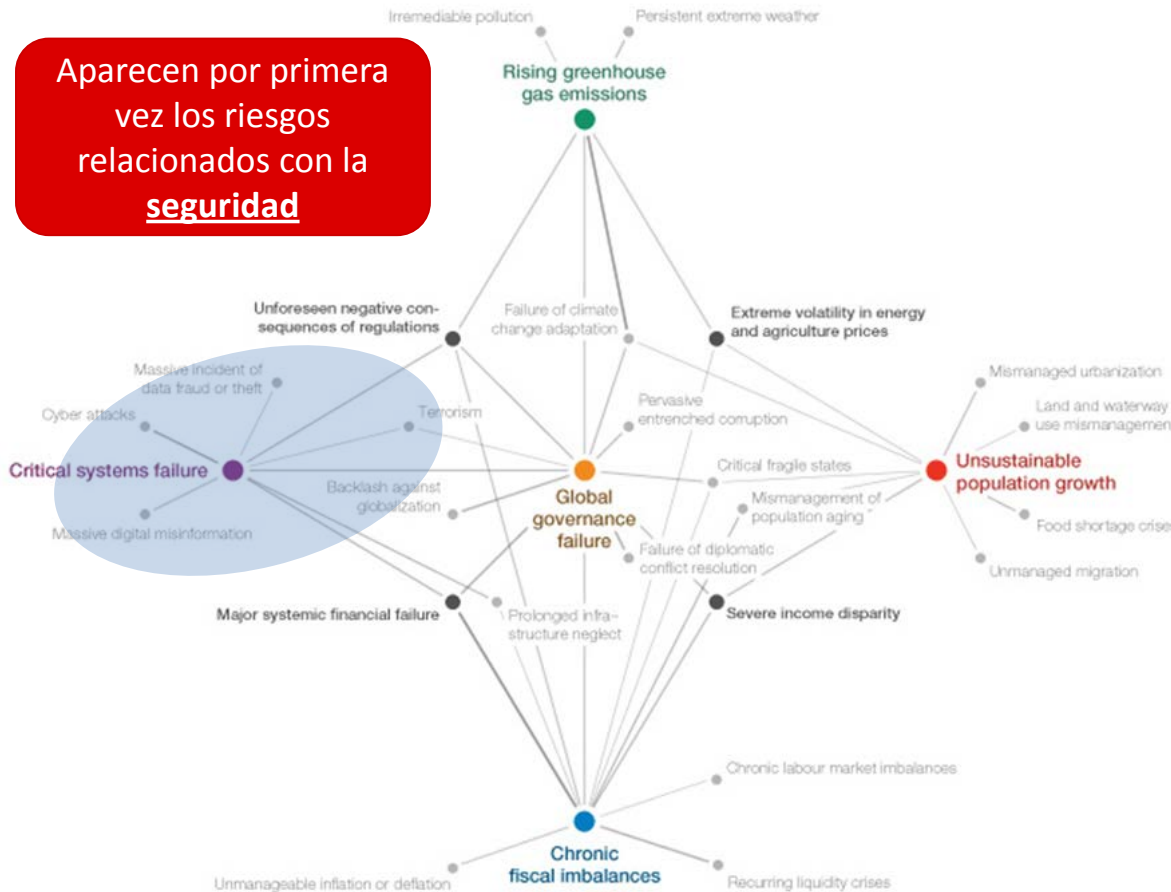 Irremediable pollution
Persistent extreme weather
Aparecen por primera
vez los riesgos
relacionados con la
seguridad
Rising greenhouse
gas emissions
Unforeseen negative con-
sequences of regulations
Failure of climate
change adaptation
Extreme volatility in energy
and agriculture prices
Massive incident of
data fraud or theft
Mismanaged urbanization
Cyber attacks
Terrorism
Pervasive
entrenched corruption
Land and waterway
use mismanagemen
Critical systems failure
Backlash against
globalization
Global
governance
failure
Critical fragile states
Unsustainable
population growth
Mismanagement of
population aging
Massive digital misinformation
Food shortage crise
Failure of diplomatic
conflict resolution
Unmanaged migration
Major systemic financial failure
Prolonged infra-
structure neglect
Severe income disparity
Chronic labour market imbalances
Chronic
fiscal imbalances
Unmanageable inflation or deflation
Recurring liquidity crises